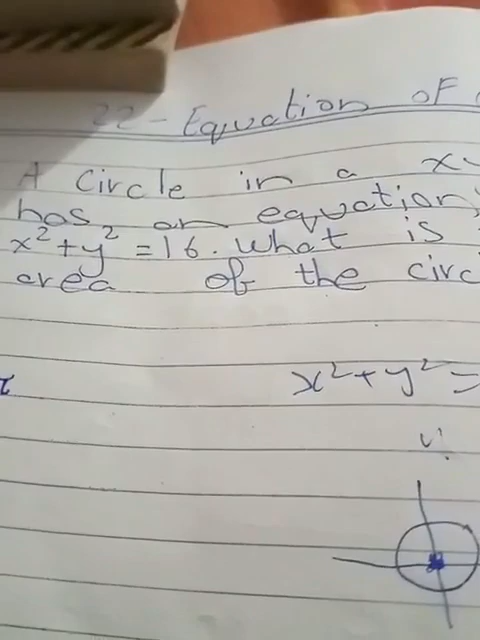 22 - Equation of
A Circle in a x
has an equation,
x² + y² = 16. What is
area of the circ
x² + y² =